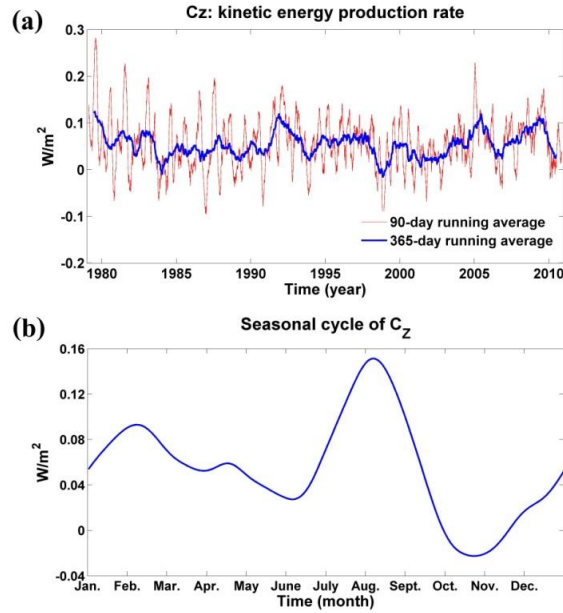 (a)
Cz: kinetic energy production rate
0.3
0.2
0.1
0
-0.1
-0.2
W/m²
90-day running average
365-day running average
1980 1985 1990 1995 2000 2005 2010
Time (year)
(b)
Seasonal cycle of C_Z
0.16
0.12
0.08
0.04
0
-0.04
W/m²
Jan. Feb. Mar. Apr. May June July Aug. Sept. Oct. Nov. Dec.
Time (month)